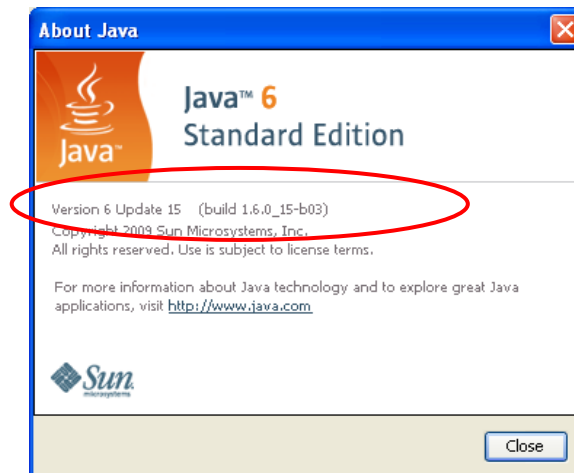 About Java
Java™
Java™ 6
Standard Edition
Version 6 Update 15 (build 1.6.0_15-b03)
Copyright 2009 Sun Microsystems, Inc.
All rights reserved. Use is subject to license terms.
For more information about Java technology and to explore great Java
applications, visit http://www.java.com
Sun
microsystems
Close